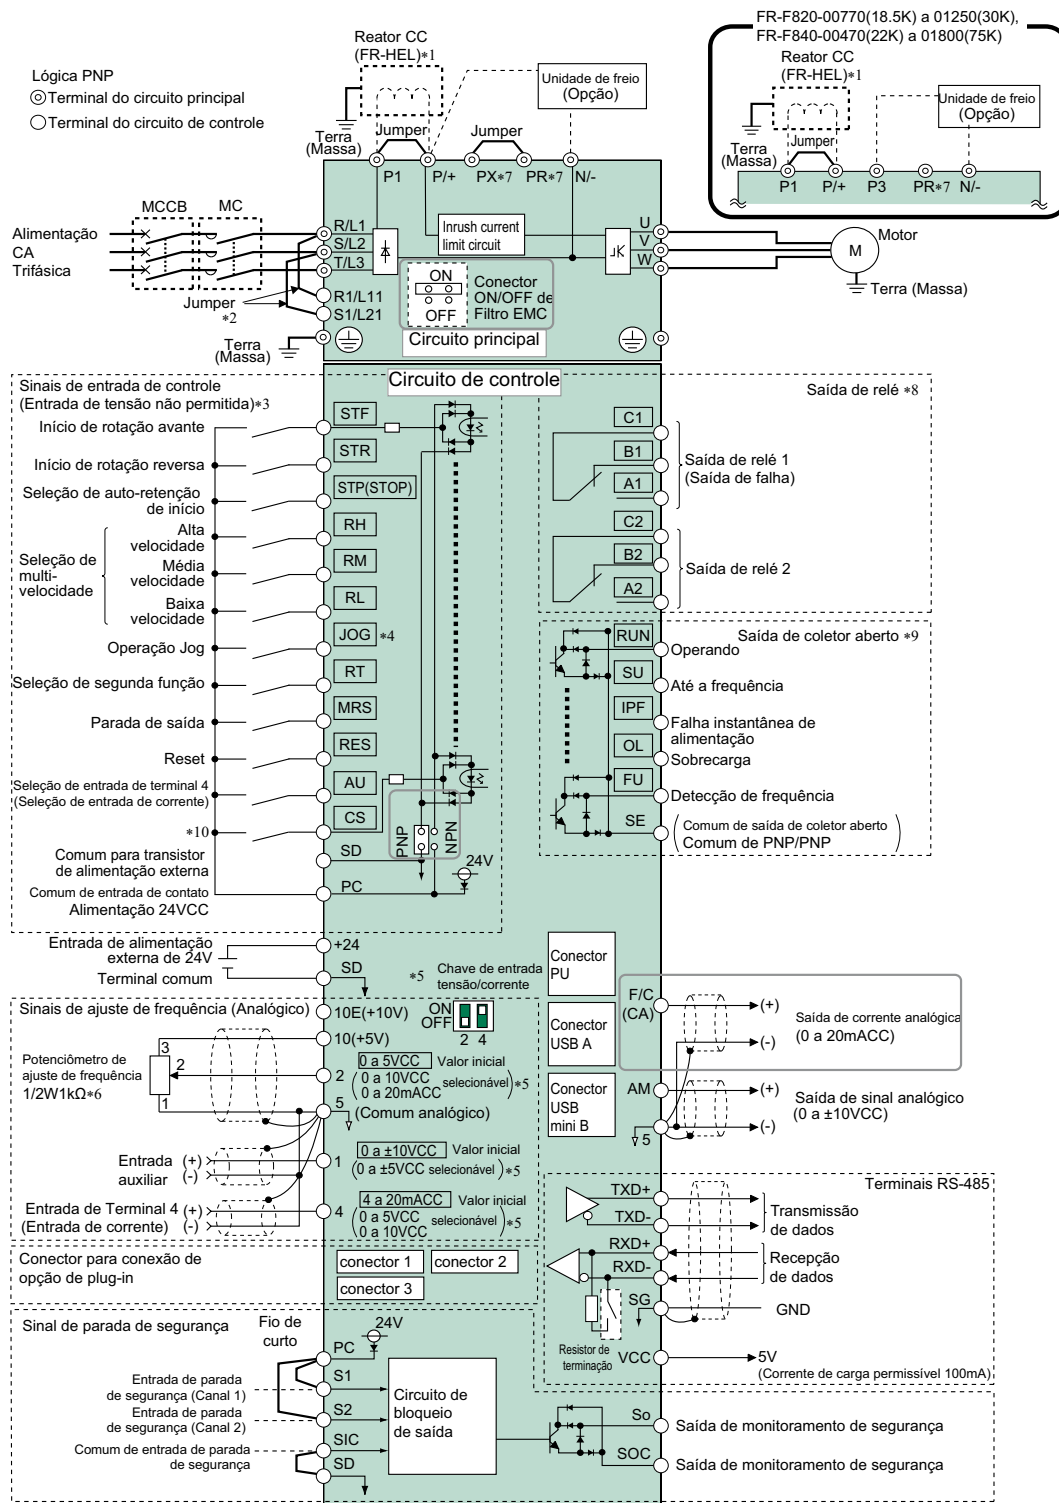 Lógica PNP
Terminal do circuito principal
Terminal do circuito de controle
Reator CC
(FR-HEL)*1
Unidade de freio
(Opção)
Terra
(Massa)
Jumper
Jumper
P1
P/+
PX*7
PR*7
N/-
FR-F820-00770(18.5K) a 01250(30K),
FR-F840-00470(22K) a 01800(75K)
Reator CC
(FR-HEL)*1
Unidade de freio
(Opção)
Terra
(Massa)
Jumper
P1
P/+
P3
PR*7
N/-
MCCB
MC
Alimentação
CA
Trifásica
R/L1
S/L2
T/L3
R1/L11
S1/L21
Jumper
*2
Terra
(Massa)
Inrush current
limit circuit
ON
OFF
Conector
ON/OFF de
Filtro EMC
Circuito principal
U
V
W
M
Motor
Terra (Massa)
Circuito de controle
Sinais de entrada de controle
(Entrada de tensão não permitida)*3
Início de rotação avante
STF
Início de rotação reversa
STR
Seleção de auto-retenção
de início
STP(STOP)
Seleção de
multi-
velocidade
Alta
velocidade
RH
Média
velocidade
RM
Baixa
velocidade
RL
Operação Jog
JOG *4
Seleção de segunda função
RT
Parada de saída
MRS
Reset
RES
Seleção de entrada de terminal 4
(Seleção de entrada de corrente)
AU
*10
CS
PNP
NPN
24V
Comum para transistor
de alimentação externa
SD
Comum de entrada de contato
Alimentação 24VCC
PC
Saída de relé *8
C1
B1
A1
Saída de relé 1
(Saída de falha)
C2
B2
A2
Saída de relé 2
Saída de coletor aberto *9
RUN
Operando
SU
Até a frequência
IPF
Falha instantânea de
alimentação
OL
Sobrecarga
FU
Detecção de frequência
SE
(Comum de saída de coletor aberto
Comum de PNP/PNP)
Entrada de alimentação
externa de 24V
+24
Terminal comum
SD
*5 Chave de entrada
tensão/corrente
ON
OFF
2 4
Conector
PU
Conector
USB A
Conector
USB
mini B
Sinais de ajuste de frequência (Analógico)
10E(+10V)
10(+5V)
Potenciômetro de
ajuste de frequência
1/2W1kΩ*6
3
2
1
2
0 a 5VCC Valor inicial
(0 a 10VCC
0 a 20mACC selecionável)*5
5
(Comum analógico)
Entrada
auxiliar
(+)
(-)
1
0 a ±10VCC Valor inicial
(0 a ±5VCC selecionável)*5
Entrada de Terminal 4
(Entrada de corrente)
(+)
(-)
4
4 a 20mACC Valor inicial
(0 a 5VCC
0 a 10VCC selecionável)*5
F/C
(CA)
(+)
(-)
Saída de corrente analógica
(0 a 20mACC)
AM
5
(+)
(-)
Saída de sinal analógico
(0 a ±10VCC)
Terminais RS-485
TXD+
TXD-
Transmissão
de dados
RXD+
RXD-
Recepção
de dados
SG
GND
Resistor de
terminação
VCC
5V
(Corrente de carga permissível 100mA)
Conector para conexão de
opção de plug-in
conector 1
conector 2
conector 3
Sinal de parada de segurança
Fio de
curto
24V
PC
Entrada de parada
de segurança (Canal 1)
S1
Entrada de parada
de segurança (Canal 2)
S2
Comum de entrada de parada
de segurança
SIC
SD
Circuito de
bloqueio
de saída
So
Saída de monitoramento de segurança
SOC
Saída de monitoramento de segurança